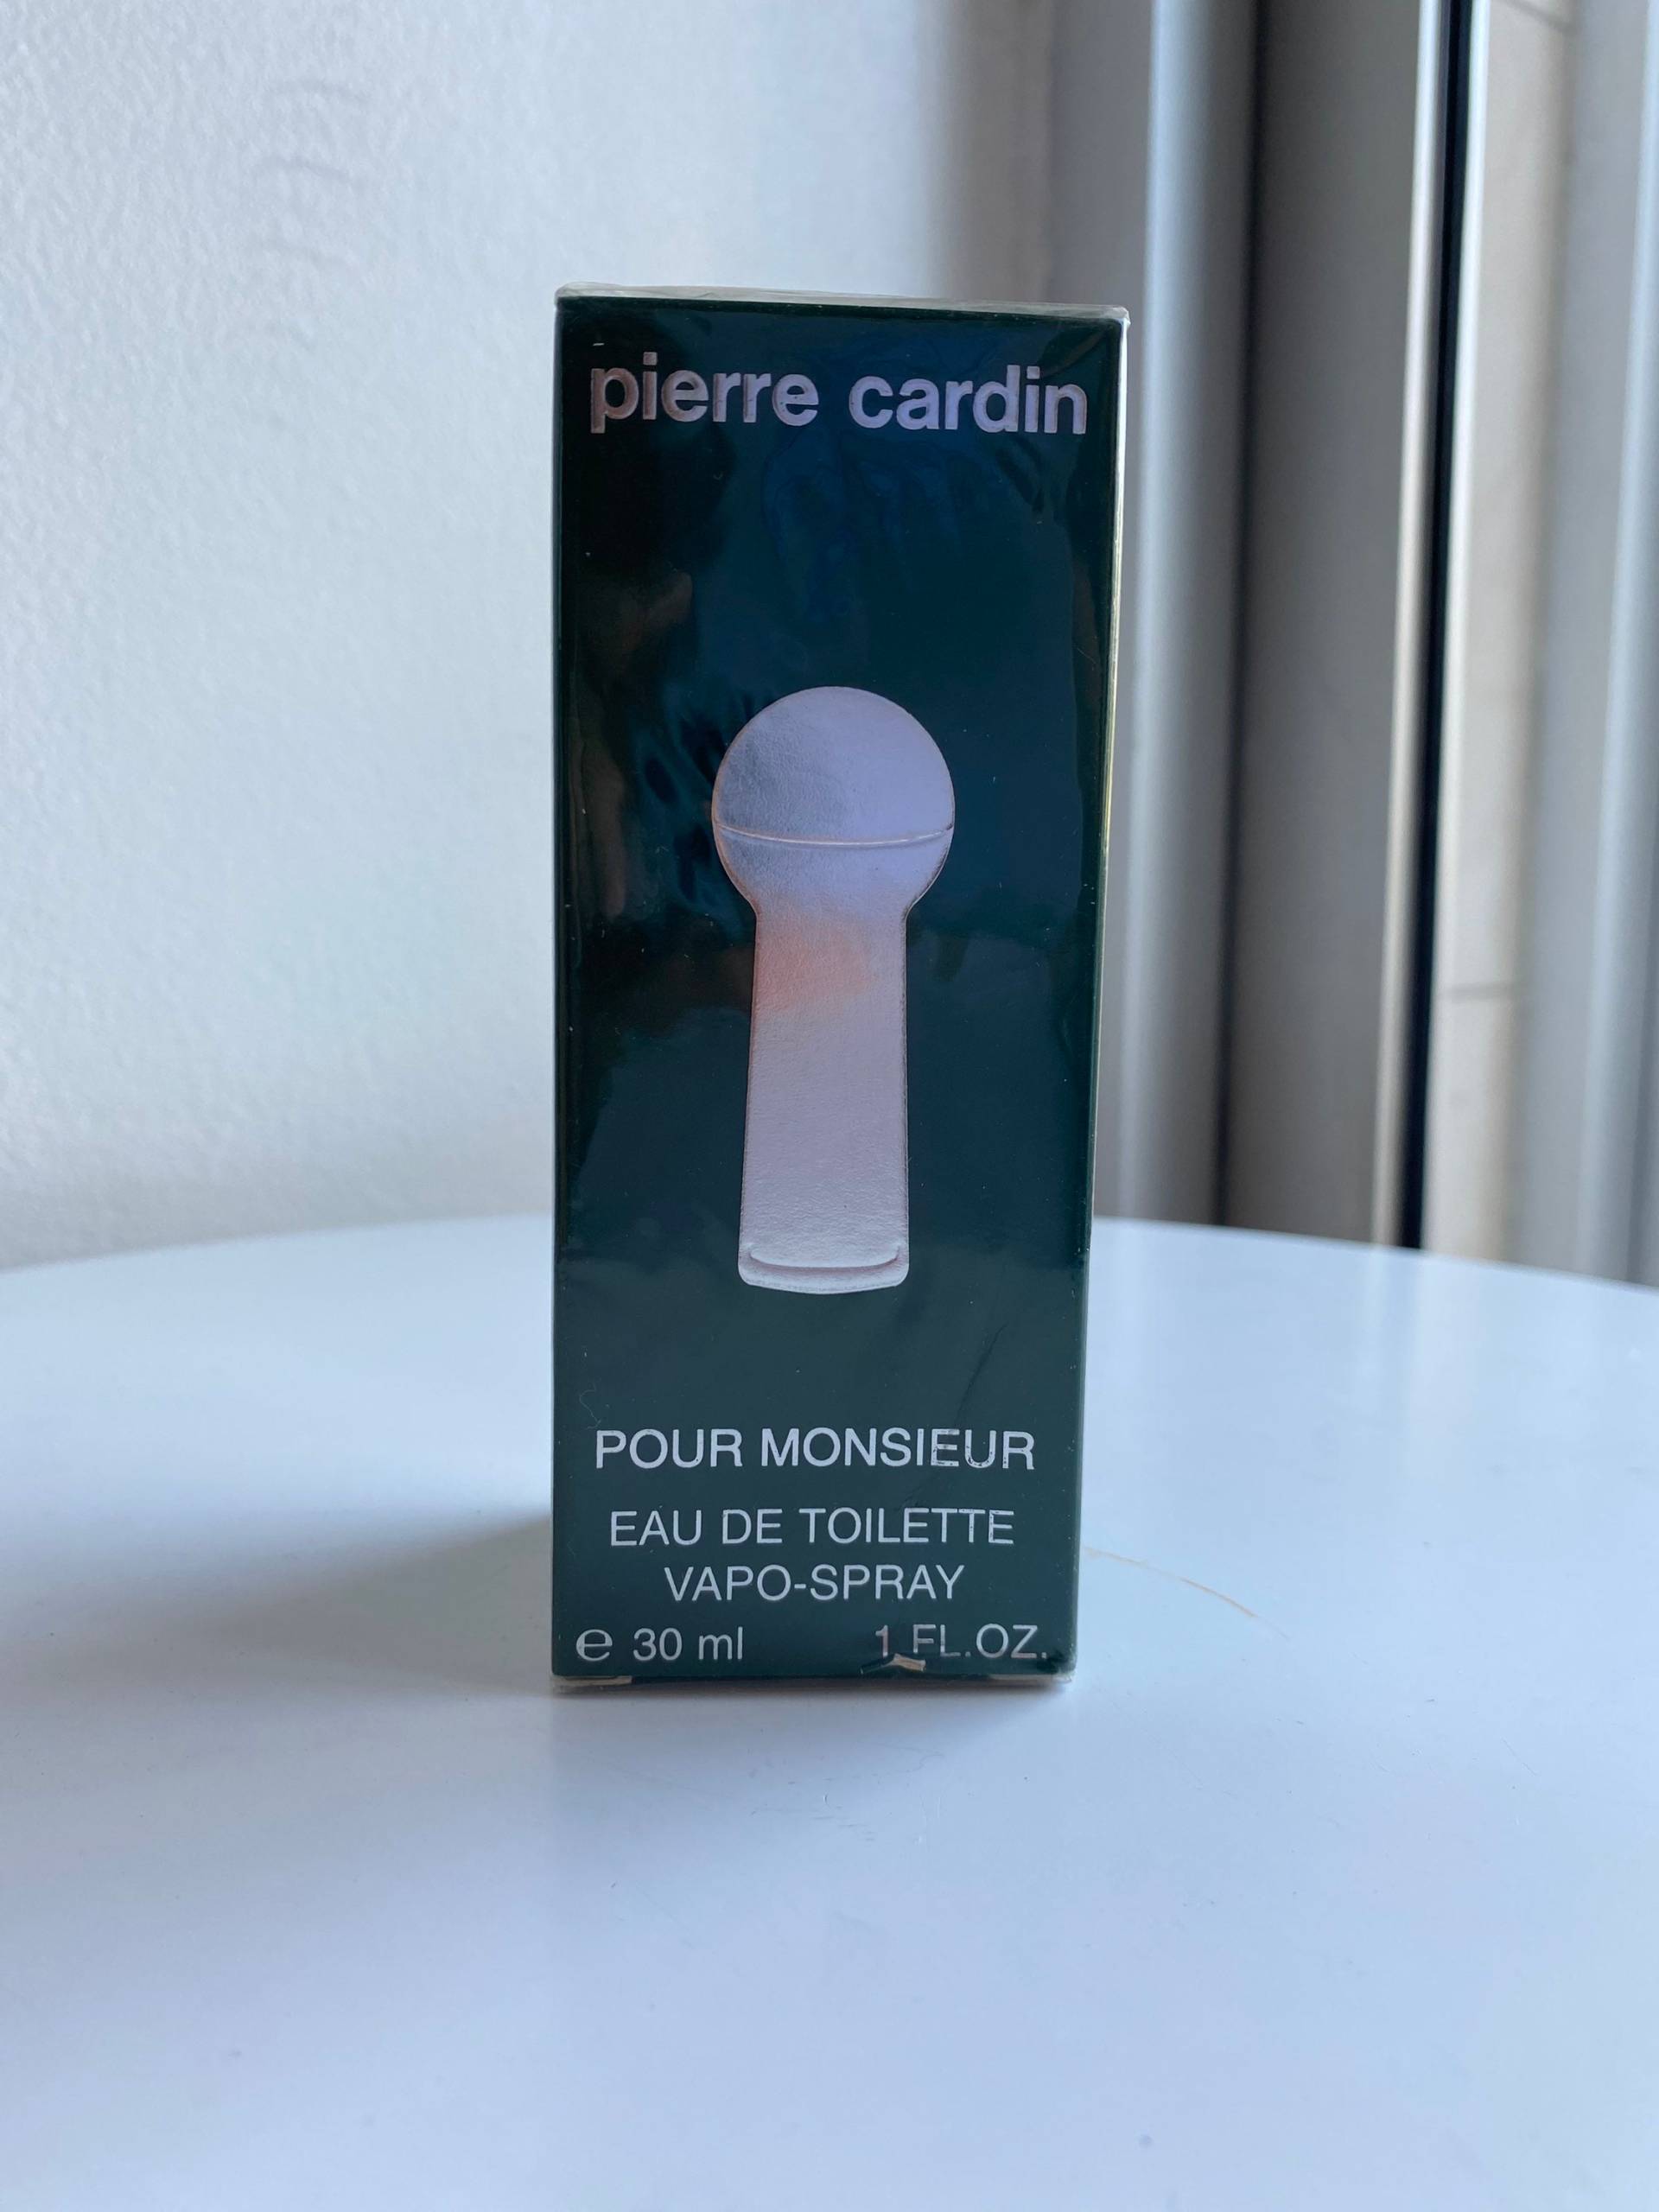 pierre cardin
POUR MONSIEUR
EAU DE TOILETTE
VAPO-SPRAY
℮ 30 ml 1 FL.OZ.